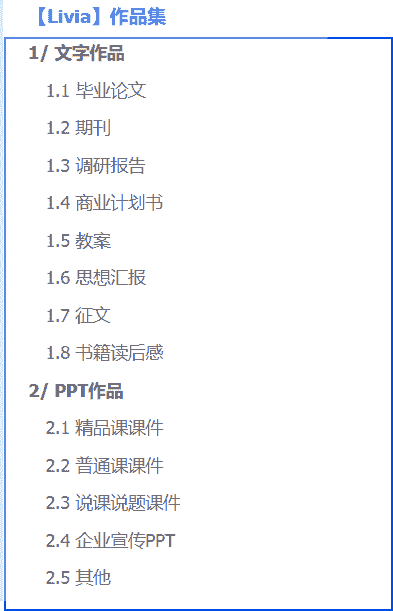 【Livia】作品集
1/ 文字作品
1.1 毕业论文
1.2 期刊
1.3 调研报告
1.4 商业计划书
1.5 教案
1.6 思想汇报
1.7 征文
1.8 书籍读后感
2/ PPT作品
2.1 精品课课件
2.2 普通课课件
2.3 说课说题课件
2.4 企业宣传PPT
2.5 其他